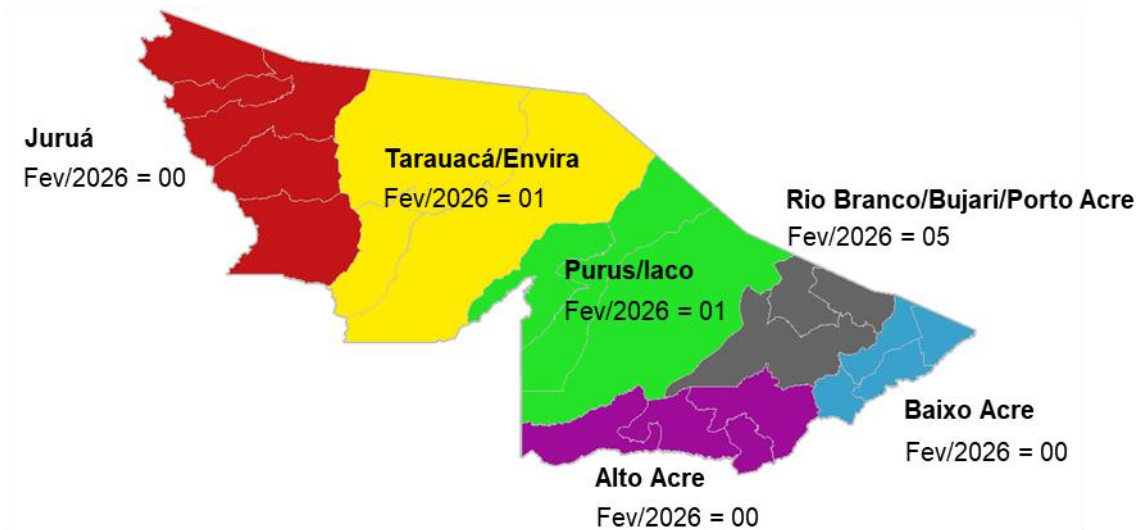 Juruá
Fev/2026 = 00
Tarauacá/Envira
Fev/2026 = 01
Rio Branco/Bujari/Porto Acre
Fev/2026 = 05
Purus/Iaco
Fev/2026 = 01
Baixo Acre
Fev/2026 = 00
Alto Acre
Fev/2026 = 00